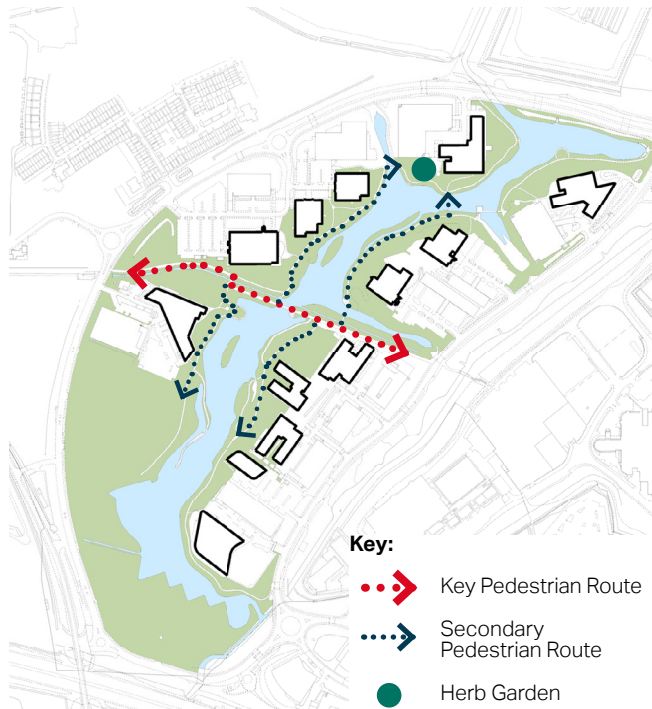 Key:
Key Pedestrian Route
Secondary
Pedestrian Route
Herb Garden